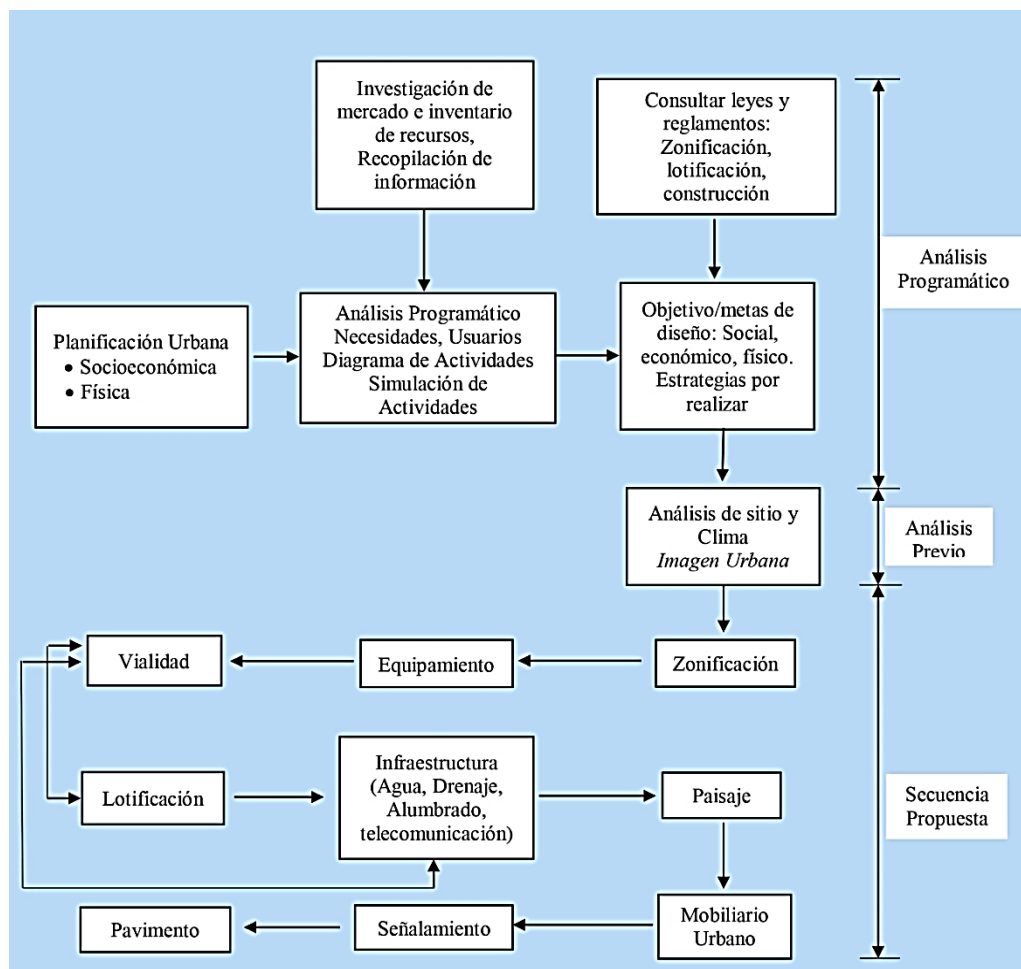 Investigación de
mercado e inventario
de recursos,
Recopilación de
información
Consultar leyes y
reglamentos:
Zonificación,
lotificación,
construcción
Análisis
Programático
Planificación Urbana
• Socioeconómica
• Física
Análisis Programático
Necesidades, Usuarios
Diagrama de Actividades
Simulación de
Actividades
Objetivo/metas de
diseño: Social,
económico, físico.
Estrategias por
realizar
Análisis de sitio y
Clima
Imagen Urbana
Análisis
Previo
Vialidad
Equipamiento
Zonificación
Lotificación
Infraestructura
(Agua, Drenaje,
Alumbrado,
telecomunicación)
Paisaje
Secuencia
Propuesta
Pavimento
Señalamiento
Mobiliario
Urbano